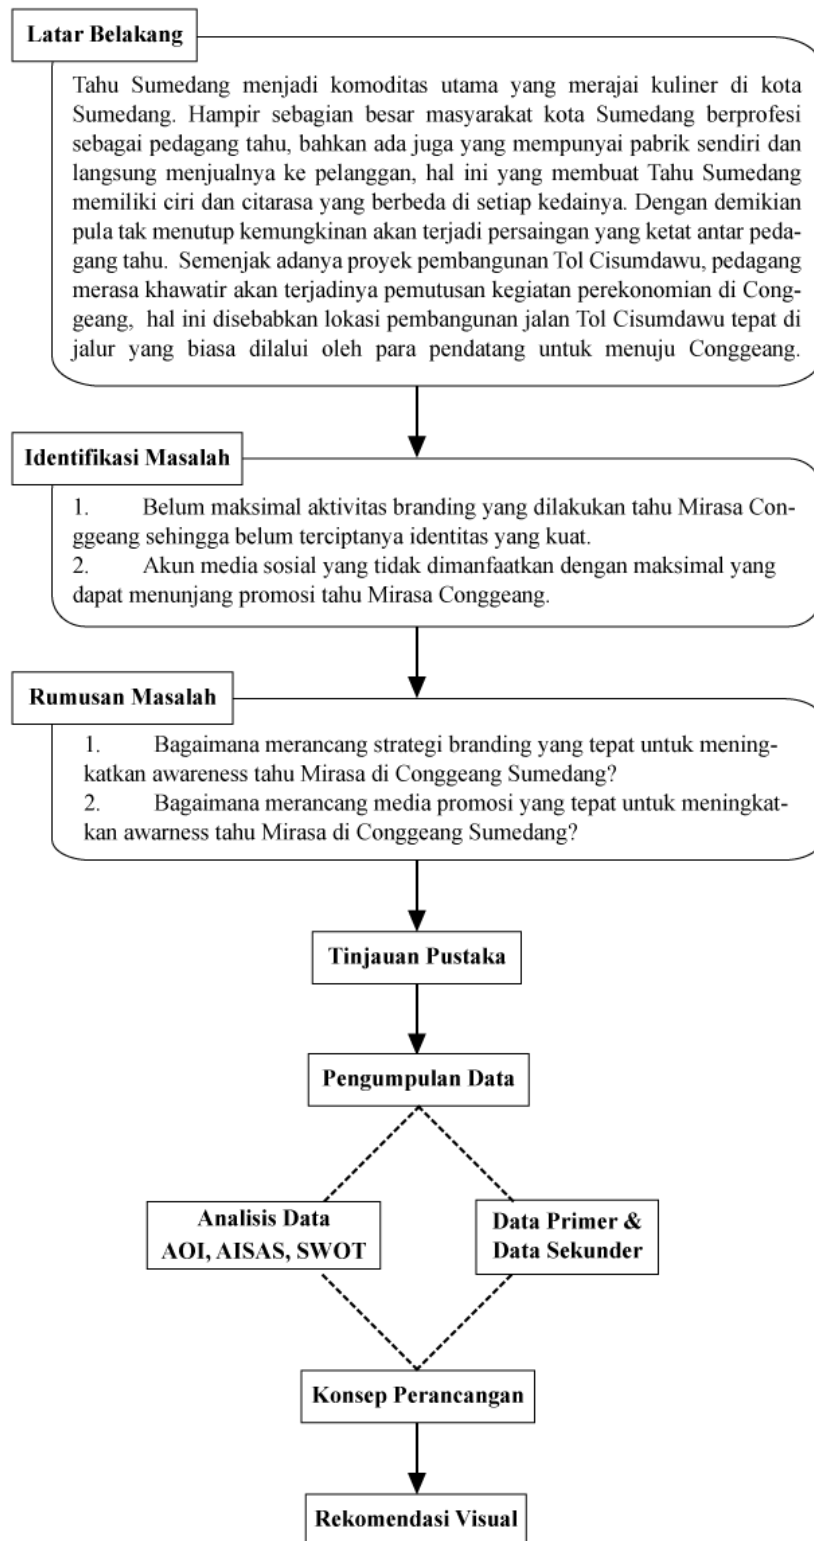 Latar Belakang
Tahu Sumedang menjadi komoditas utama yang merajai kuliner di kota
Sumedang. Hampir sebagian besar masyarakat kota Sumedang berprofesi
sebagai pedagang tahu, bahkan ada juga yang mempunyai pabrik sendiri dan
langsung menjualnya ke pelanggan, hal ini yang membuat Tahu Sumedang
memiliki ciri dan citarasa yang berbeda di setiap kedainya. Dengan demikian
pula tak menutup kemungkinan akan terjadi persaingan yang ketat antar peda-
gang tahu. Semenjak adanya proyek pembangunan Tol Cisumdawu, pedagang
merasa khawatir akan terjadinya pemutusan kegiatan perekonomian di Cong-
geang, hal ini disebabkan lokasi pembangunan jalan Tol Cisumdawu tepat di
jalur yang biasa dilalui oleh para pendatang untuk menuju Conggeang.
Identifikasi Masalah
1. Belum maksimal aktivitas branding yang dilakukan tahu Mirasa Con-
ggeang sehingga belum terciptanya identitas yang kuat.
2. Akun media sosial yang tidak dimanfaatkan dengan maksimal yang
dapat menunjang promosi tahu Mirasa Conggeang.
Rumusan Masalah
1. Bagaimana merancang strategi branding yang tepat untuk mening-
katkan awareness tahu Mirasa di Conggeang Sumedang?
2. Bagaimana merancang media promosi yang tepat untuk meningkat-
kan awarness tahu Mirasa di Conggeang Sumedang?
Tinjauan Pustaka
Pengumpulan Data
Analisis Data
AOI, AISAS, SWOT
Data Primer &
Data Sekunder
Konsep Perancangan
Rekomendasi Visual